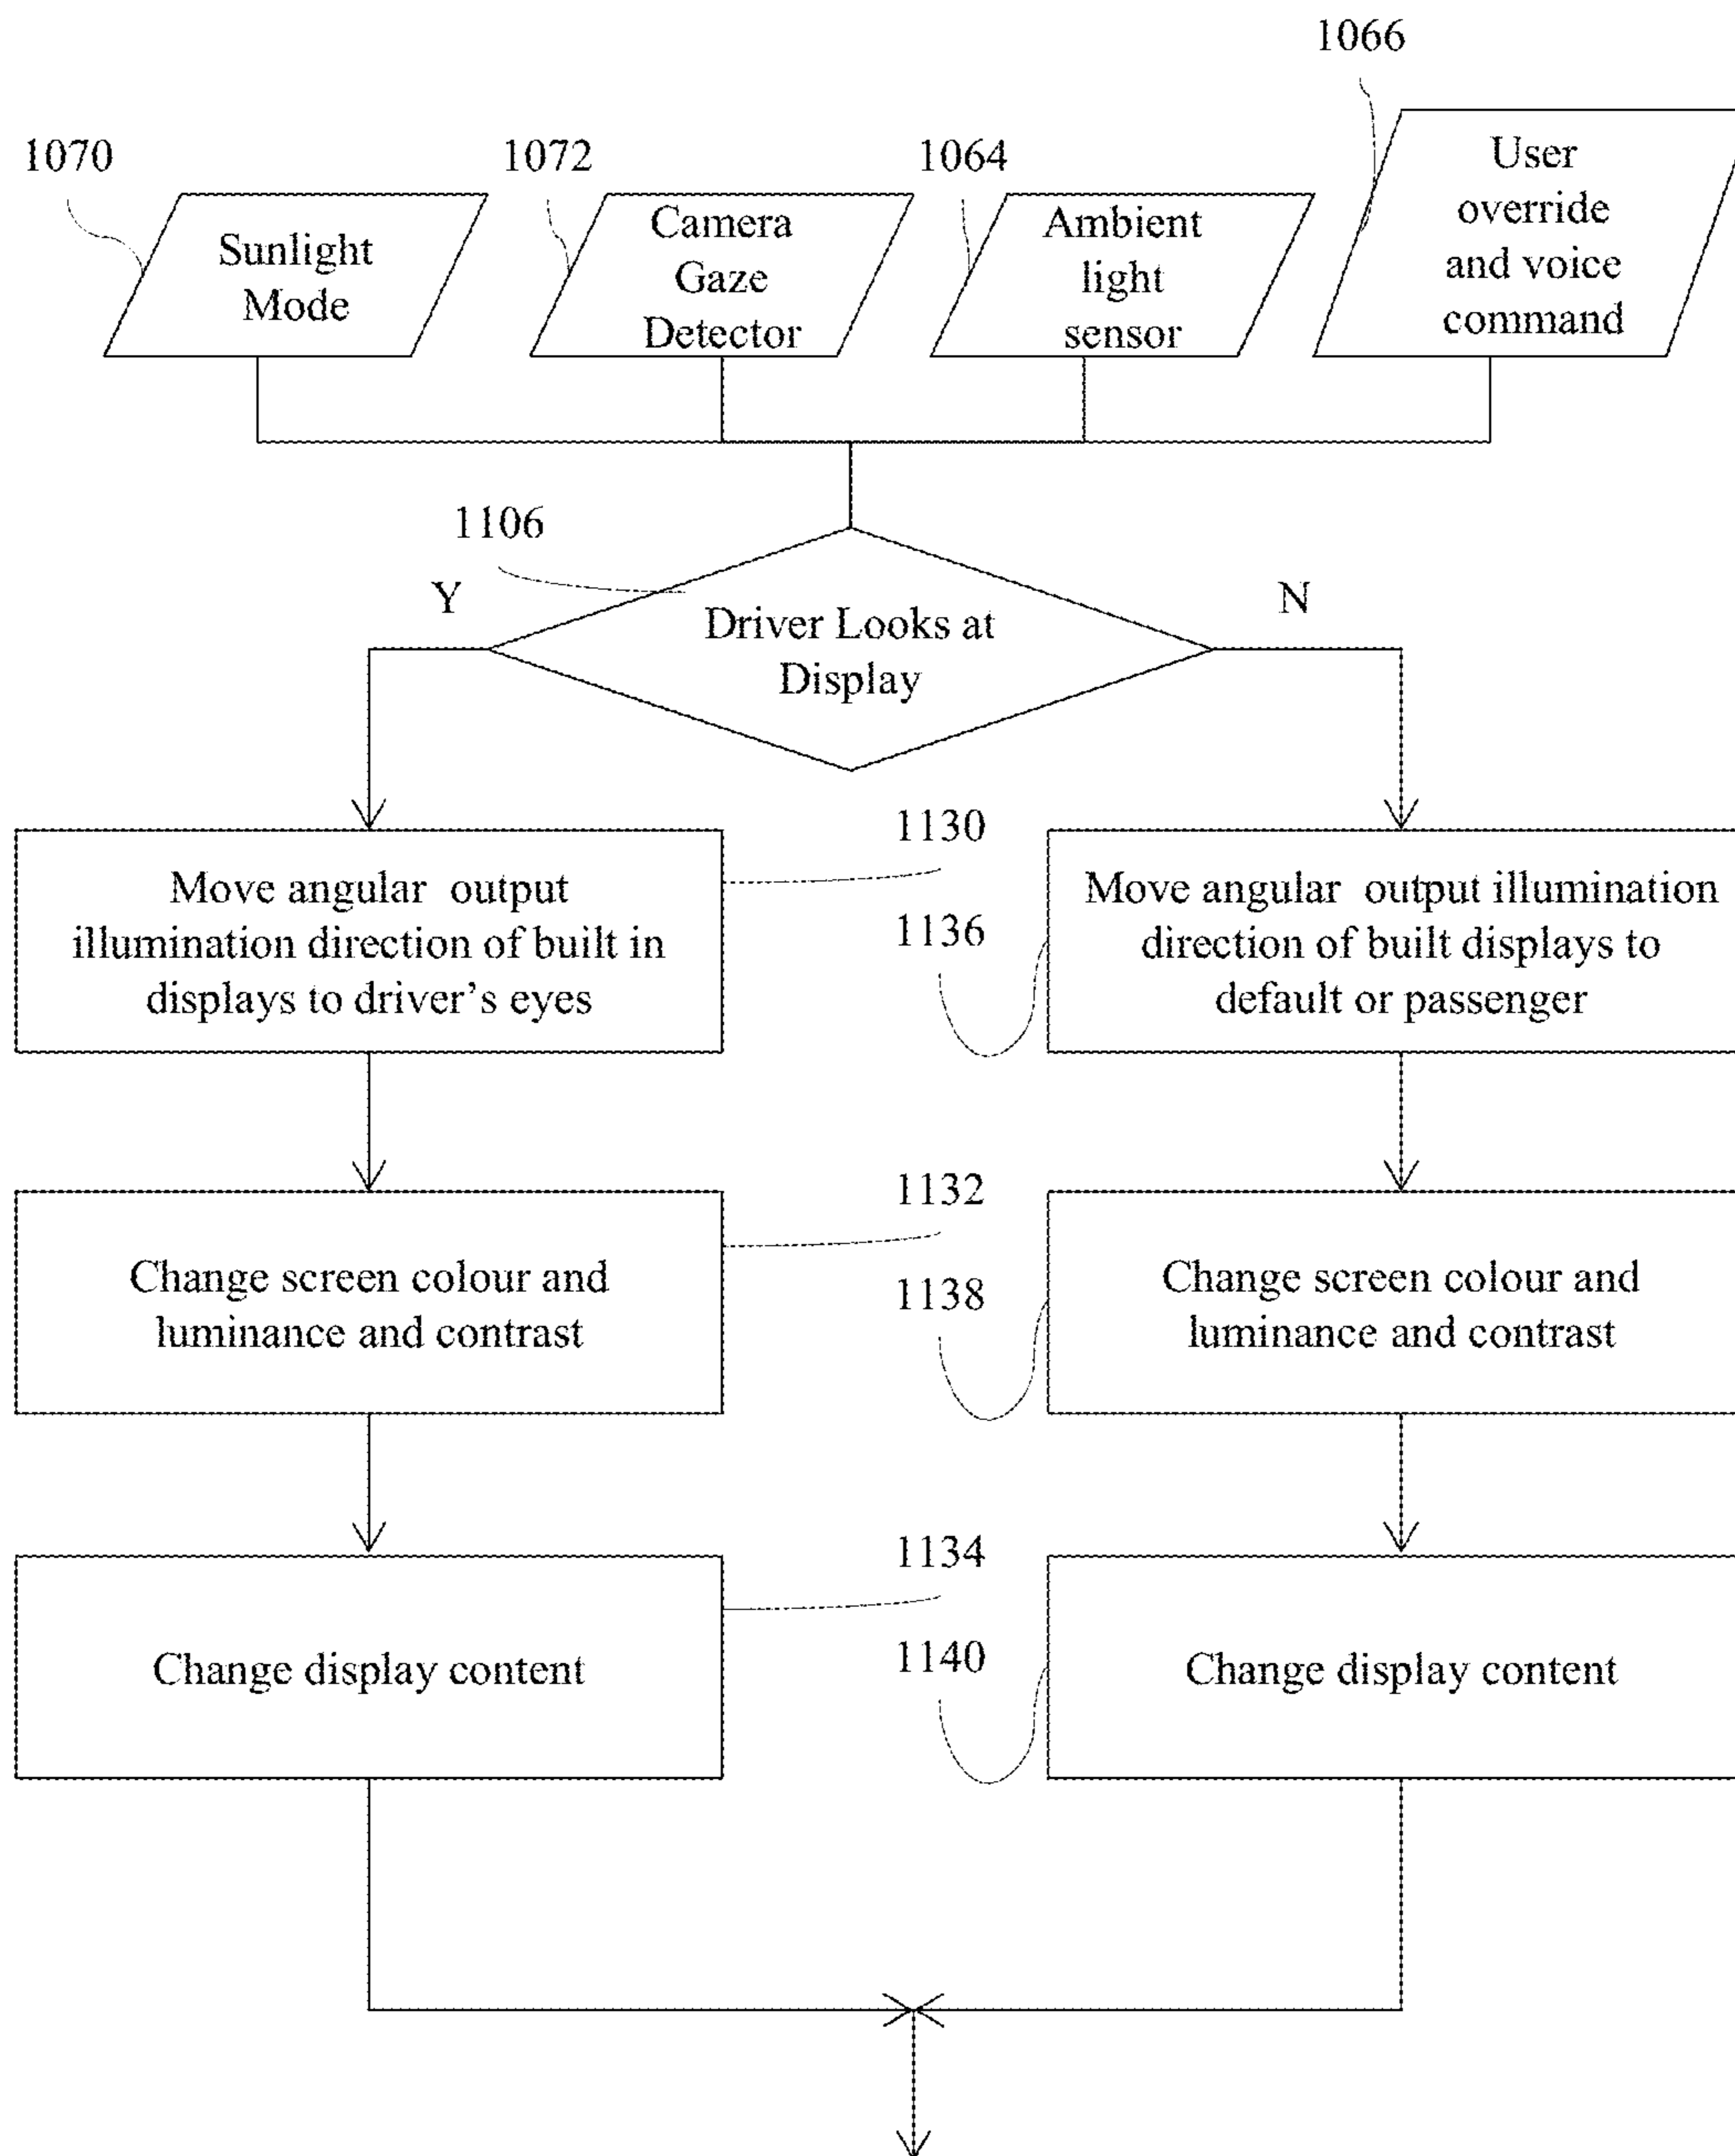 1066
1070
1072
1064
Sunlight
Mode
Camera
Gaze
Detector
Ambient
light
sensor
User
override
and voice
command
1106
Y
N
Driver Looks at
Display
1130
1136
Move angular output
illumination direction of built in
displays to driver's eyes
Move angular output illumination
direction of built displays to
default or passenger
1132
1138
Change screen colour and
luminance and contrast
Change screen colour and
luminance and contrast
1134
1140
Change display content
Change display content